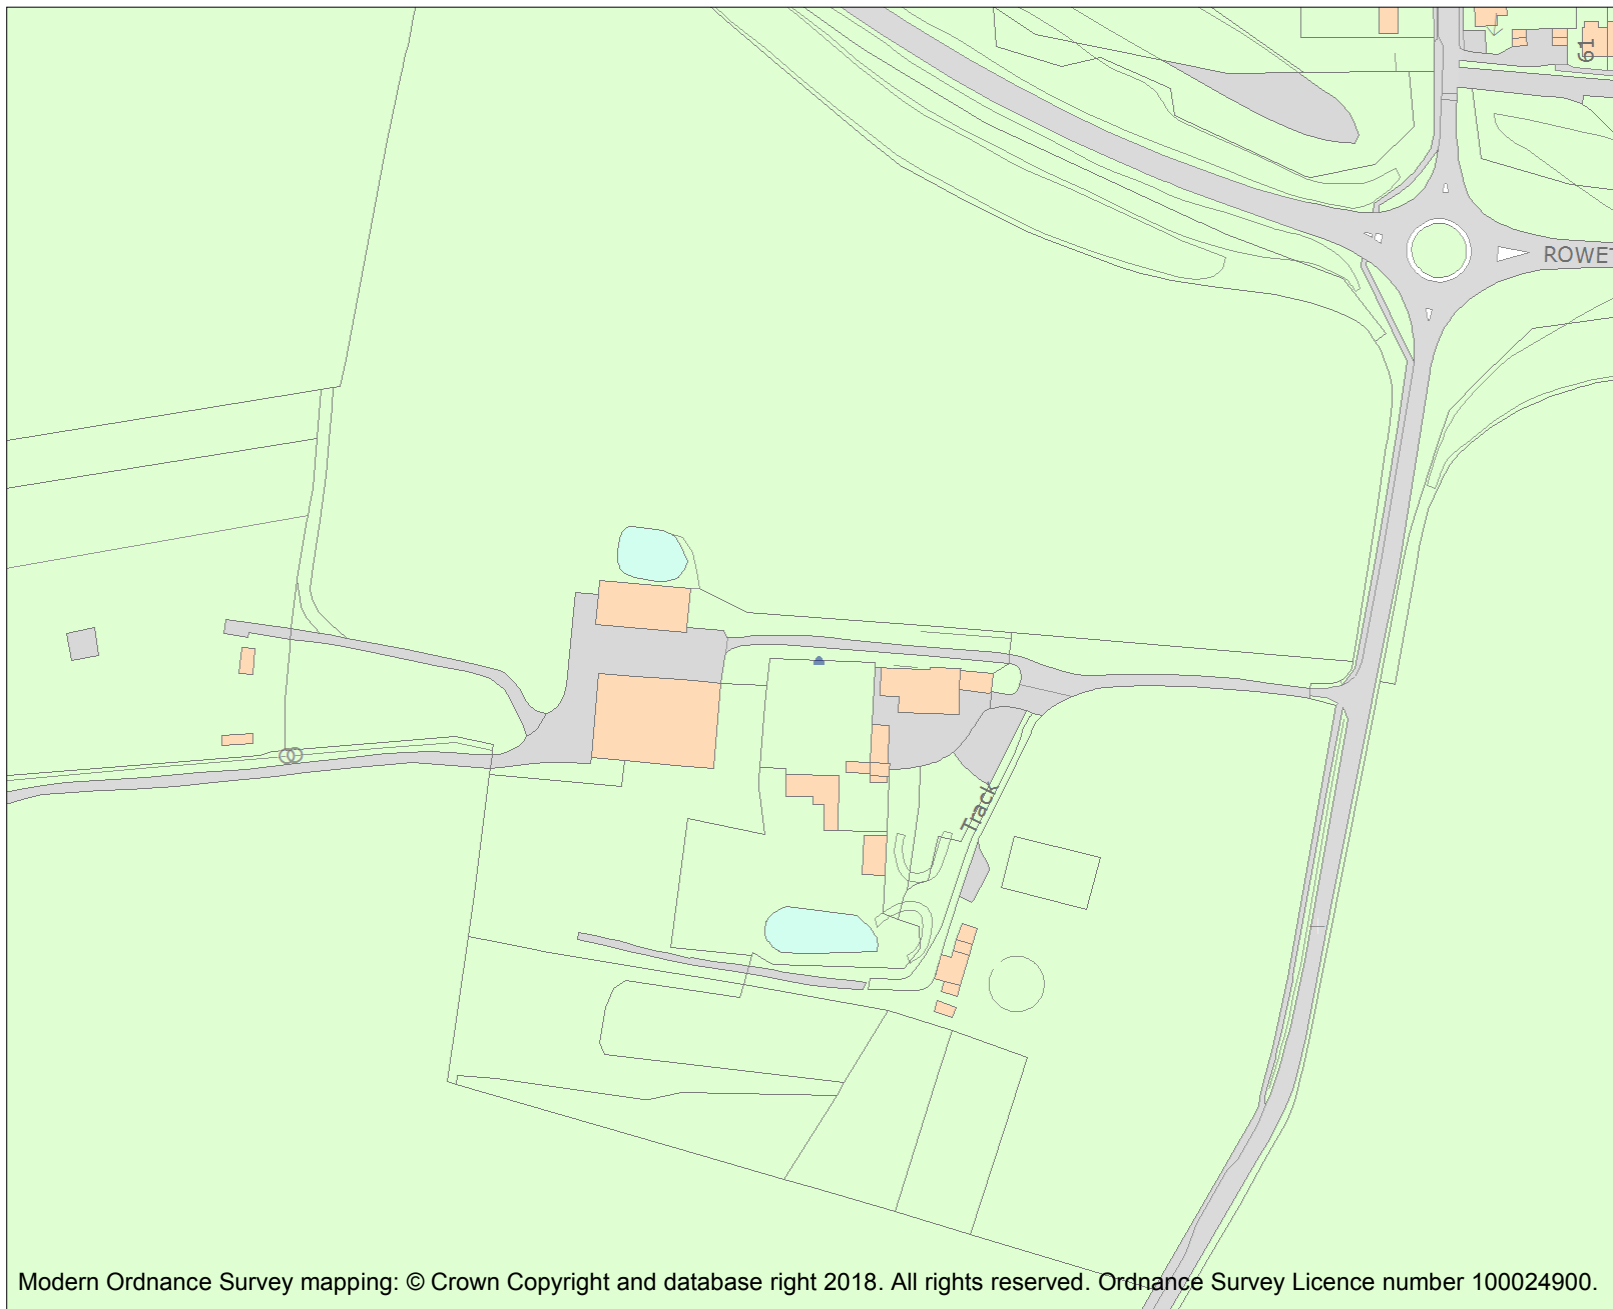 61
ROWET
Track
Modern Ordnance Survey mapping: © Crown Copyright and database right 2018. All rights reserved. Ordnance Survey Licence number 100024900.